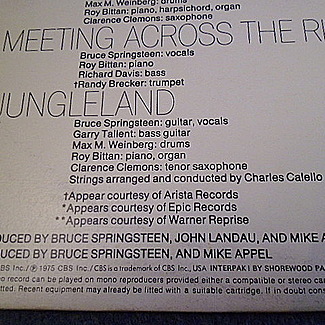 Max M. Weinberg: drums
Roy Bittan: piano, harpsichord, organ
Clarence Clemons: saxophone
MEETING ACROSS THE RI
Bruce Springsteen: vocals
Roy Bittan: piano
Richard Davis: bass
†Randy Brecker: trumpet
JUNGLELAND
Bruce Springsteen: guitar, vocals
Garry Tallent: bass guitar
Max M. Weinberg: drums
Roy Bittan: piano, organ
Clarence Clemons: tenor saxophone
Strings arranged and conducted by Charles Calello
†Appear courtesy of Arista Records
*Appears courtesy of Epic Records
**Appears courtesy of Warner Reprise
DUCED BY BRUCE SPRINGSTEEN, JOHN LANDAU, AND MIKE A
DUCED BY BRUCE SPRINGSTEEN, AND MIKE APPEL
BS Inc./ ℗ 1975 CBS Inc./ CBS is a trademark of CBS Inc., USA INTERPAK I BY SHOREWOOD PA
eo record can be played on mono reproducers provided either a compatible or stereo car
tted. Recent equipment may already be fitted with a suitable cartridge. If in doubt cons